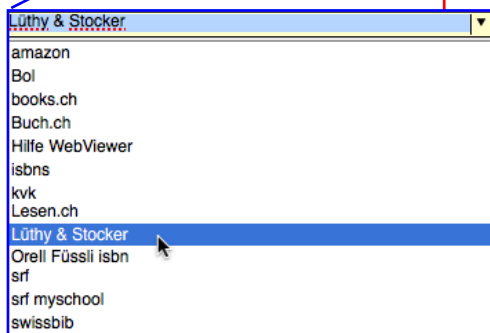 Lüthy & Stocker
amazon
Bol
books.ch
Buch.ch
Hilfe WebViewer
isbns
kvk
Lesen.ch
Lüthy & Stocker
Orell Füssli isbn
srf
srf myschool
swissbib